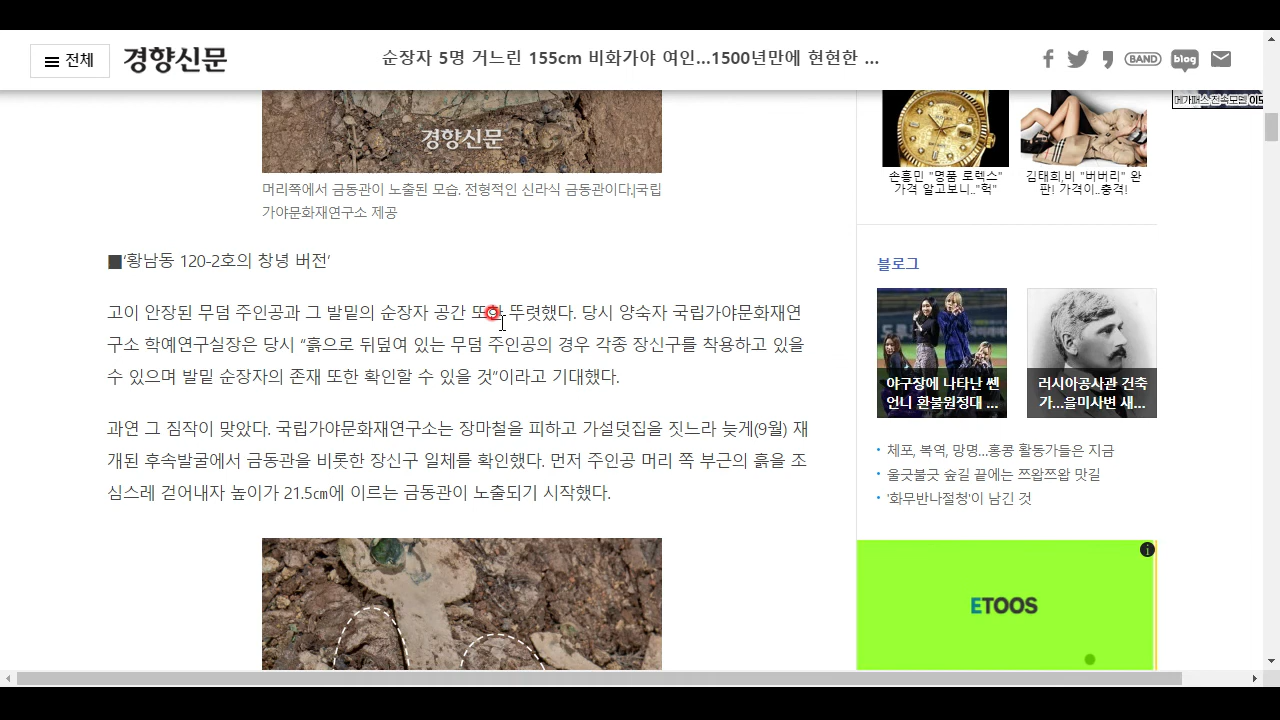 전체
경향신문
순장자 5명 거느린 155cm 비화가야 여인...1500년만에 현현한 ...
BAND
blog
경향신문
머리쪽에서 금동관이 노출된 모습. 전형적인 신라식 금동관이다.|국립
가야문화재연구소 제공
■‘황남동 120-2호의 창녕 버전’
고이 안장된 무덤 주인공과 그 발밑의 순장자 공간 뚜렷했다. 당시 양숙자 국립가야문화재연
구소 학예연구실장은 당시 “흙으로 뒤덮여 있는 무덤 주인공의 경우 각종 장신구를 착용하고 있을
수 있으며 발밑 순장자의 존재 또한 확인할 수 있을 것”이라고 기대했다.
과연 그 짐작이 맞았다. 국립가야문화재연구소는 장마철을 피하고 가설덧집을 짓느라 늦게(9월) 재
개된 후속발굴에서 금동관을 비롯한 장신구 일체를 확인했다. 먼저 주인공 머리 쪽 부근의 흙을 조
심스레 걷어내자 높이가 21.5㎝에 이르는 금동관이 노출되기 시작했다.
메가패스 전속모델
손흥민 "명품 로렉스"
가격 알고보니.."헉"
김태희,비 "버버리" 완
판! 가격이..충격!
블로그
야구장에 나타난 쎈
언니 환불원정대 ...
러시아공사관 건축
가...을미사변 새...
체포, 복역, 망명...홍콩 활동가들은 지금
울긋불긋 숲길 끝에는 쯔왑쯔왑 맛길
'화무반나절청'이 남긴 것
ETOOS